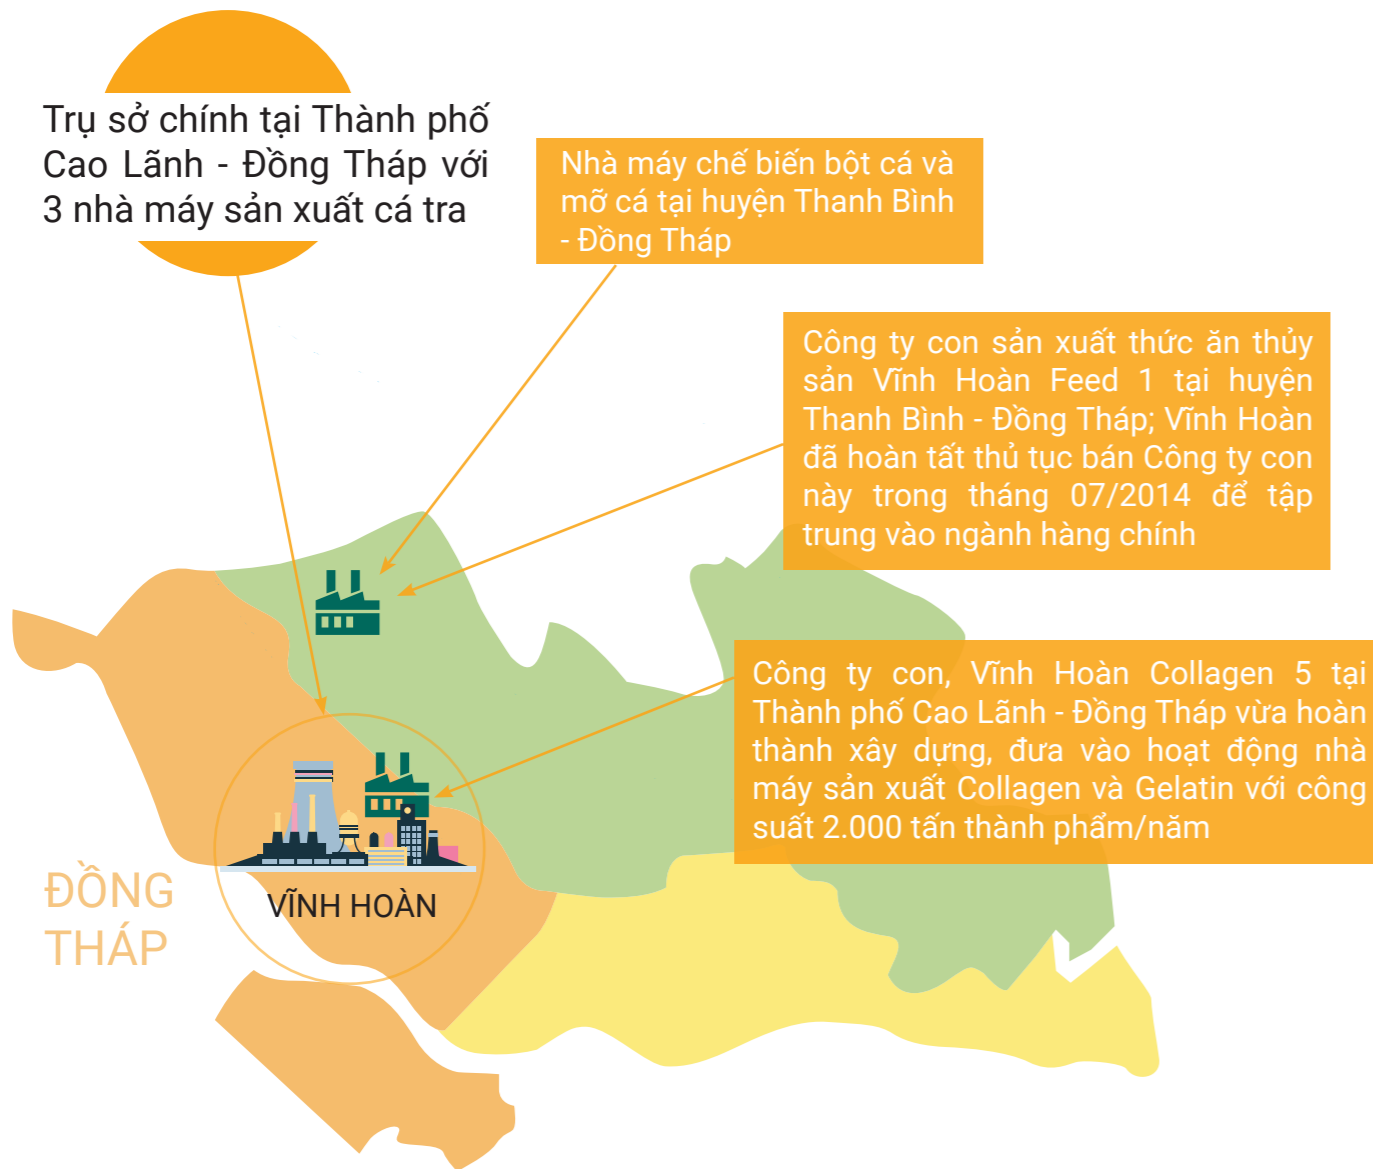 Trụ sở chính tại Thành phố
Cao Lãnh - Đồng Tháp với
3 nhà máy sản xuất cá tra
Nhà máy chế biến bột cá và
mỡ cá tại huyện Thanh Bình
- Đồng Tháp
Công ty con sản xuất thức ăn thủy
sản Vĩnh Hoàn Feed 1 tại huyện
Thanh Bình - Đồng Tháp; Vĩnh Hoàn
đã hoàn tất thủ tục bán Công ty con
này trong tháng 07/2014 để tập
trung vào ngành hàng chính
Công ty con, Vĩnh Hoàn Collagen 5 tại
Thành phố Cao Lãnh - Đồng Tháp vừa hoàn
thành xây dựng, đưa vào hoạt động nhà
máy sản xuất Collagen và Gelatin với công
suất 2.000 tấn thành phẩm/năm
ĐỒNG
THÁP
VĨNH HOÀN